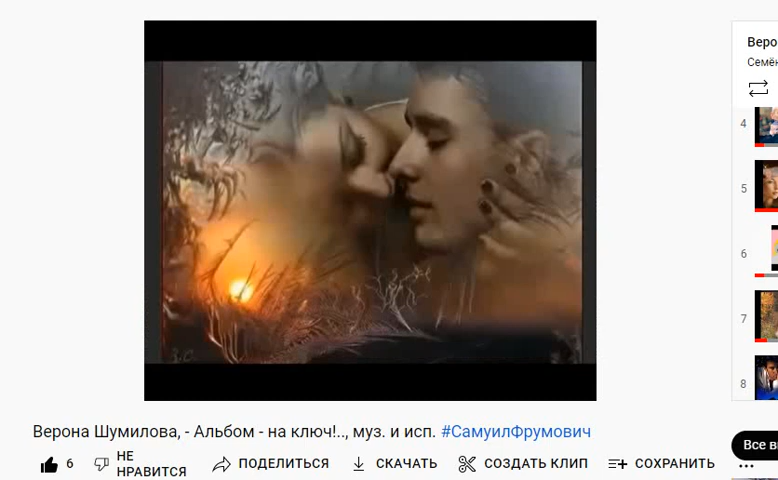 Веро
Семён
4
5
6
7
8
З.С.
Верона Шумилова, - Альбом - на ключ!.., муз. и исп. #СамуилФрумович
6
НЕ НРАВИТСЯ
ПОДЕЛИТЬСЯ
СКАЧАТЬ
СОЗДАТЬ КЛИП
СОХРАНИТЬ
Все в